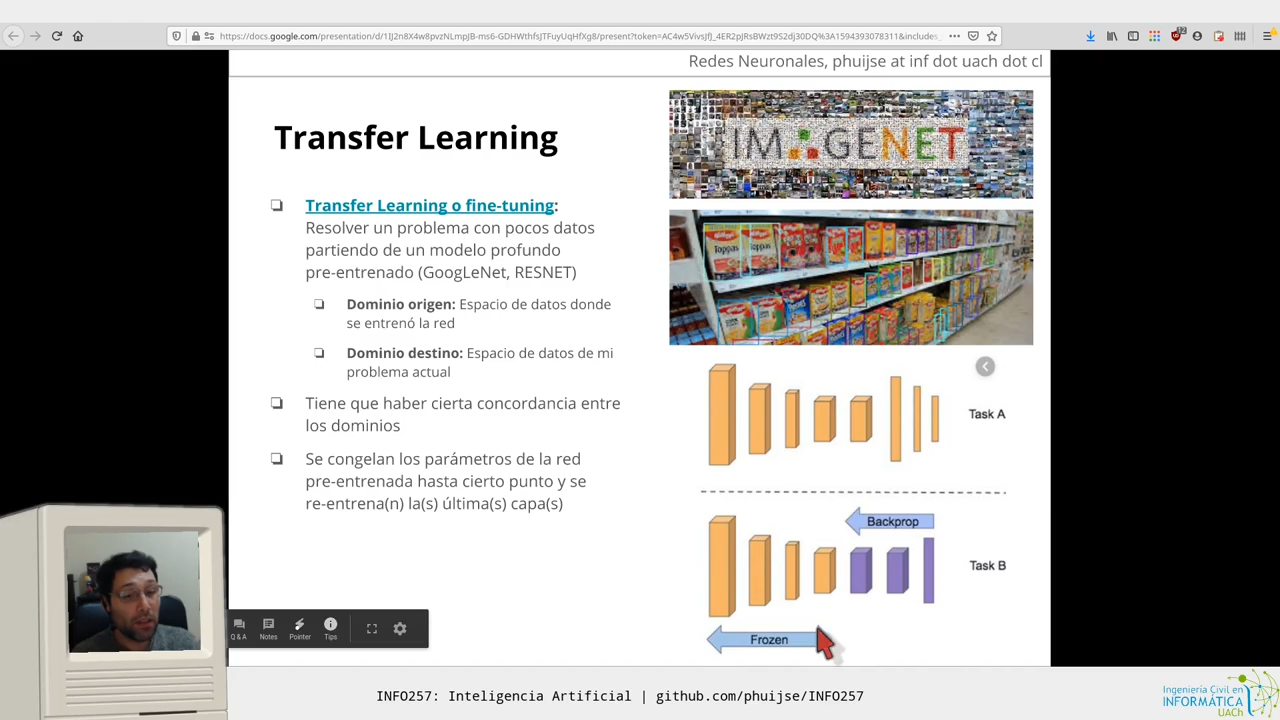 Redes Neuronales, phuijse at inf dot uach dot cl
Transfer Learning
IMAGENET
Transfer Learning o fine-tuning:
Resolver un problema con pocos datos
partiendo de un modelo profundo
pre-entrenado (GoogLeNet, RESNET)
Dominio origen: Espacio de datos donde
se entrenó la red
Dominio destino: Espacio de datos de mi
problema actual
Tiene que haber cierta concordancia entre
los dominios
Se congelan los parámetros de la red
pre-entrenada hasta cierto punto y se
re-entrena(n) la(s) última(s) capa(s)
Toppas
Task A
Backprop
Task B
Frozen
Q & A
Notes
Pointer
Tips
INFO257: Inteligencia Artificial | github.com/phuijse/INFO257
Ingeniería Civil en
INFORMÁTICA
UACh